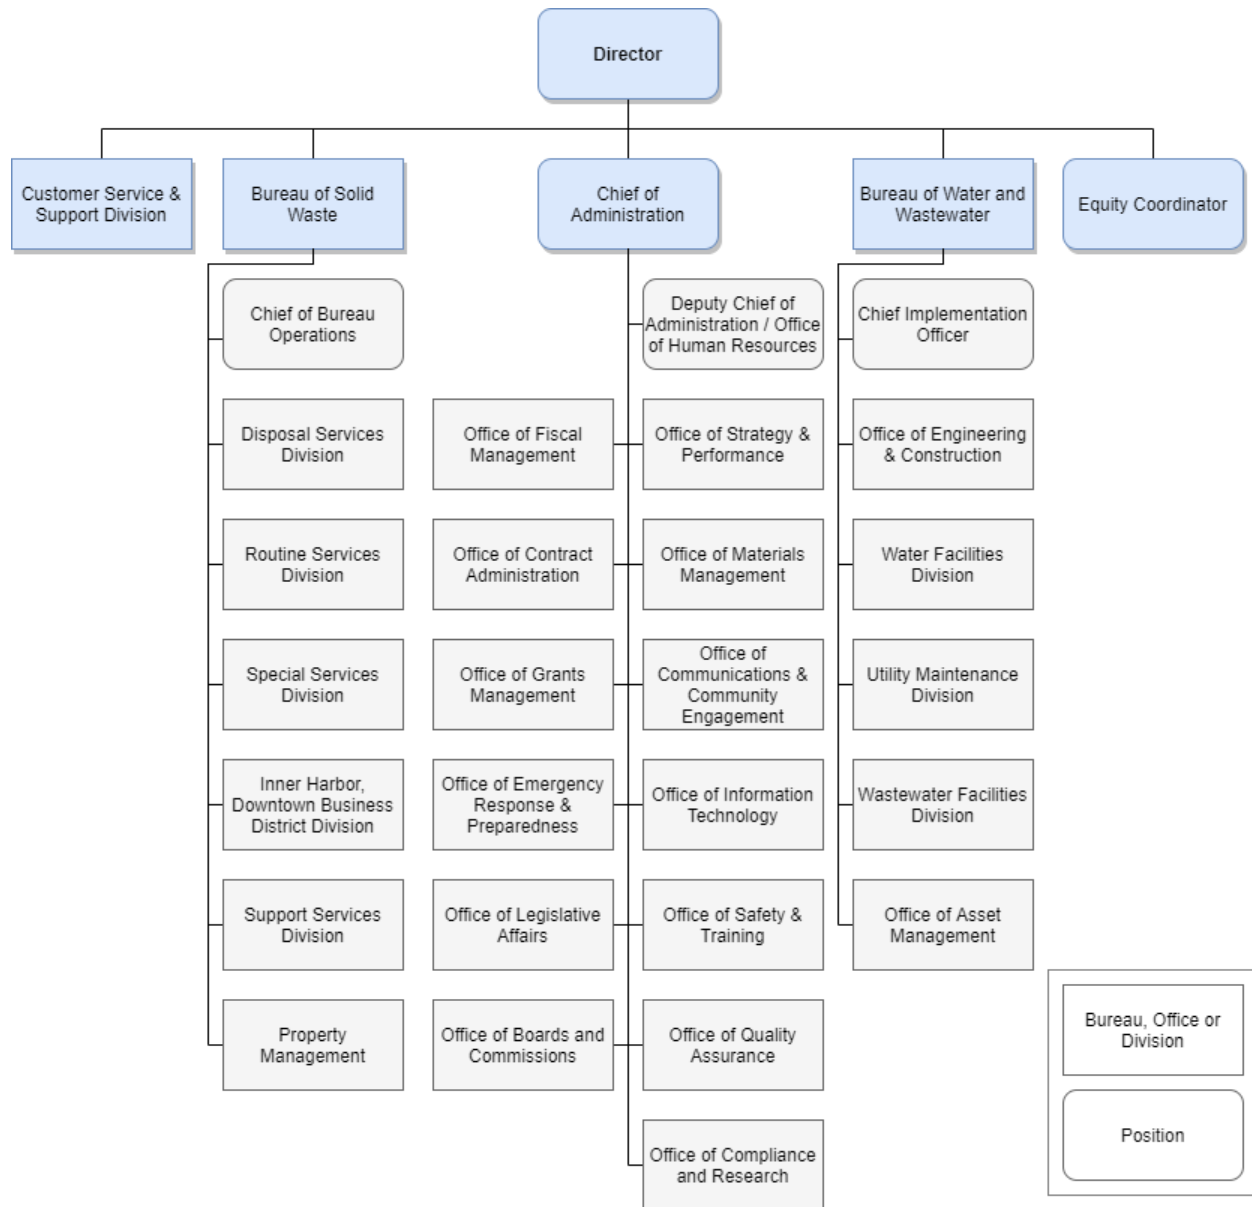 Director
Customer Service &
Support Division
Bureau of Solid
Waste
Chief of
Administration
Bureau of Water and
Wastewater
Equity Coordinator
Chief of Bureau
Operations
Deputy Chief of
Administration / Office
of Human Resources
Chief Implementation
Officer
Disposal Services
Division
Office of Fiscal
Management
Office of Strategy &
Performance
Office of Engineering
& Construction
Routine Services
Division
Office of Contract
Administration
Office of Materials
Management
Water Facilities
Division
Special Services
Division
Office of Grants
Management
Office of
Communications &
Community
Engagement
Utility Maintenance
Division
Inner Harbor,
Downtown Business
District Division
Office of Emergency
Response &
Preparedness
Office of Information
Technology
Wastewater Facilities
Division
Support Services
Division
Office of Legislative
Affairs
Office of Safety &
Training
Office of Asset
Management
Property
Management
Office of Boards and
Commissions
Office of Quality
Assurance
Office of Compliance
and Research
Bureau, Office or
Division
Position